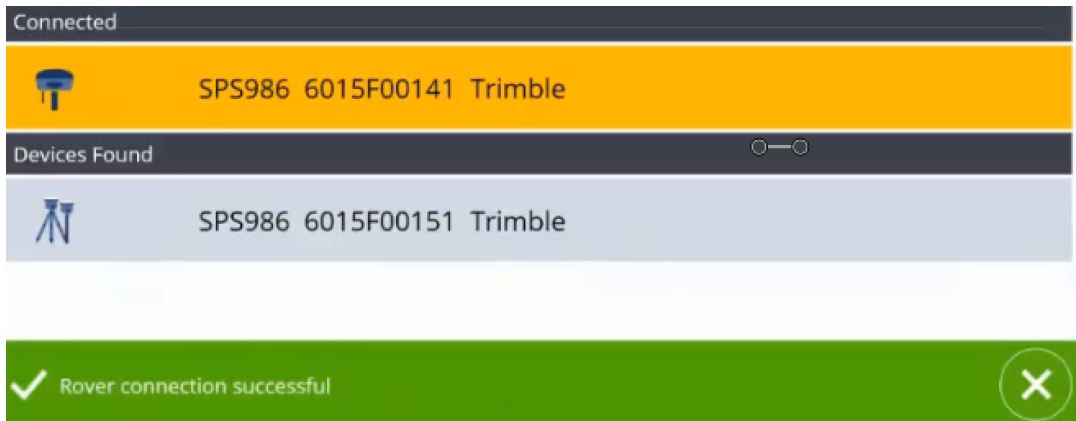 Connected
SPS986 6015F00141 Trimble
Devices Found
SPS986 6015F00151 Trimble
Rover connection successful